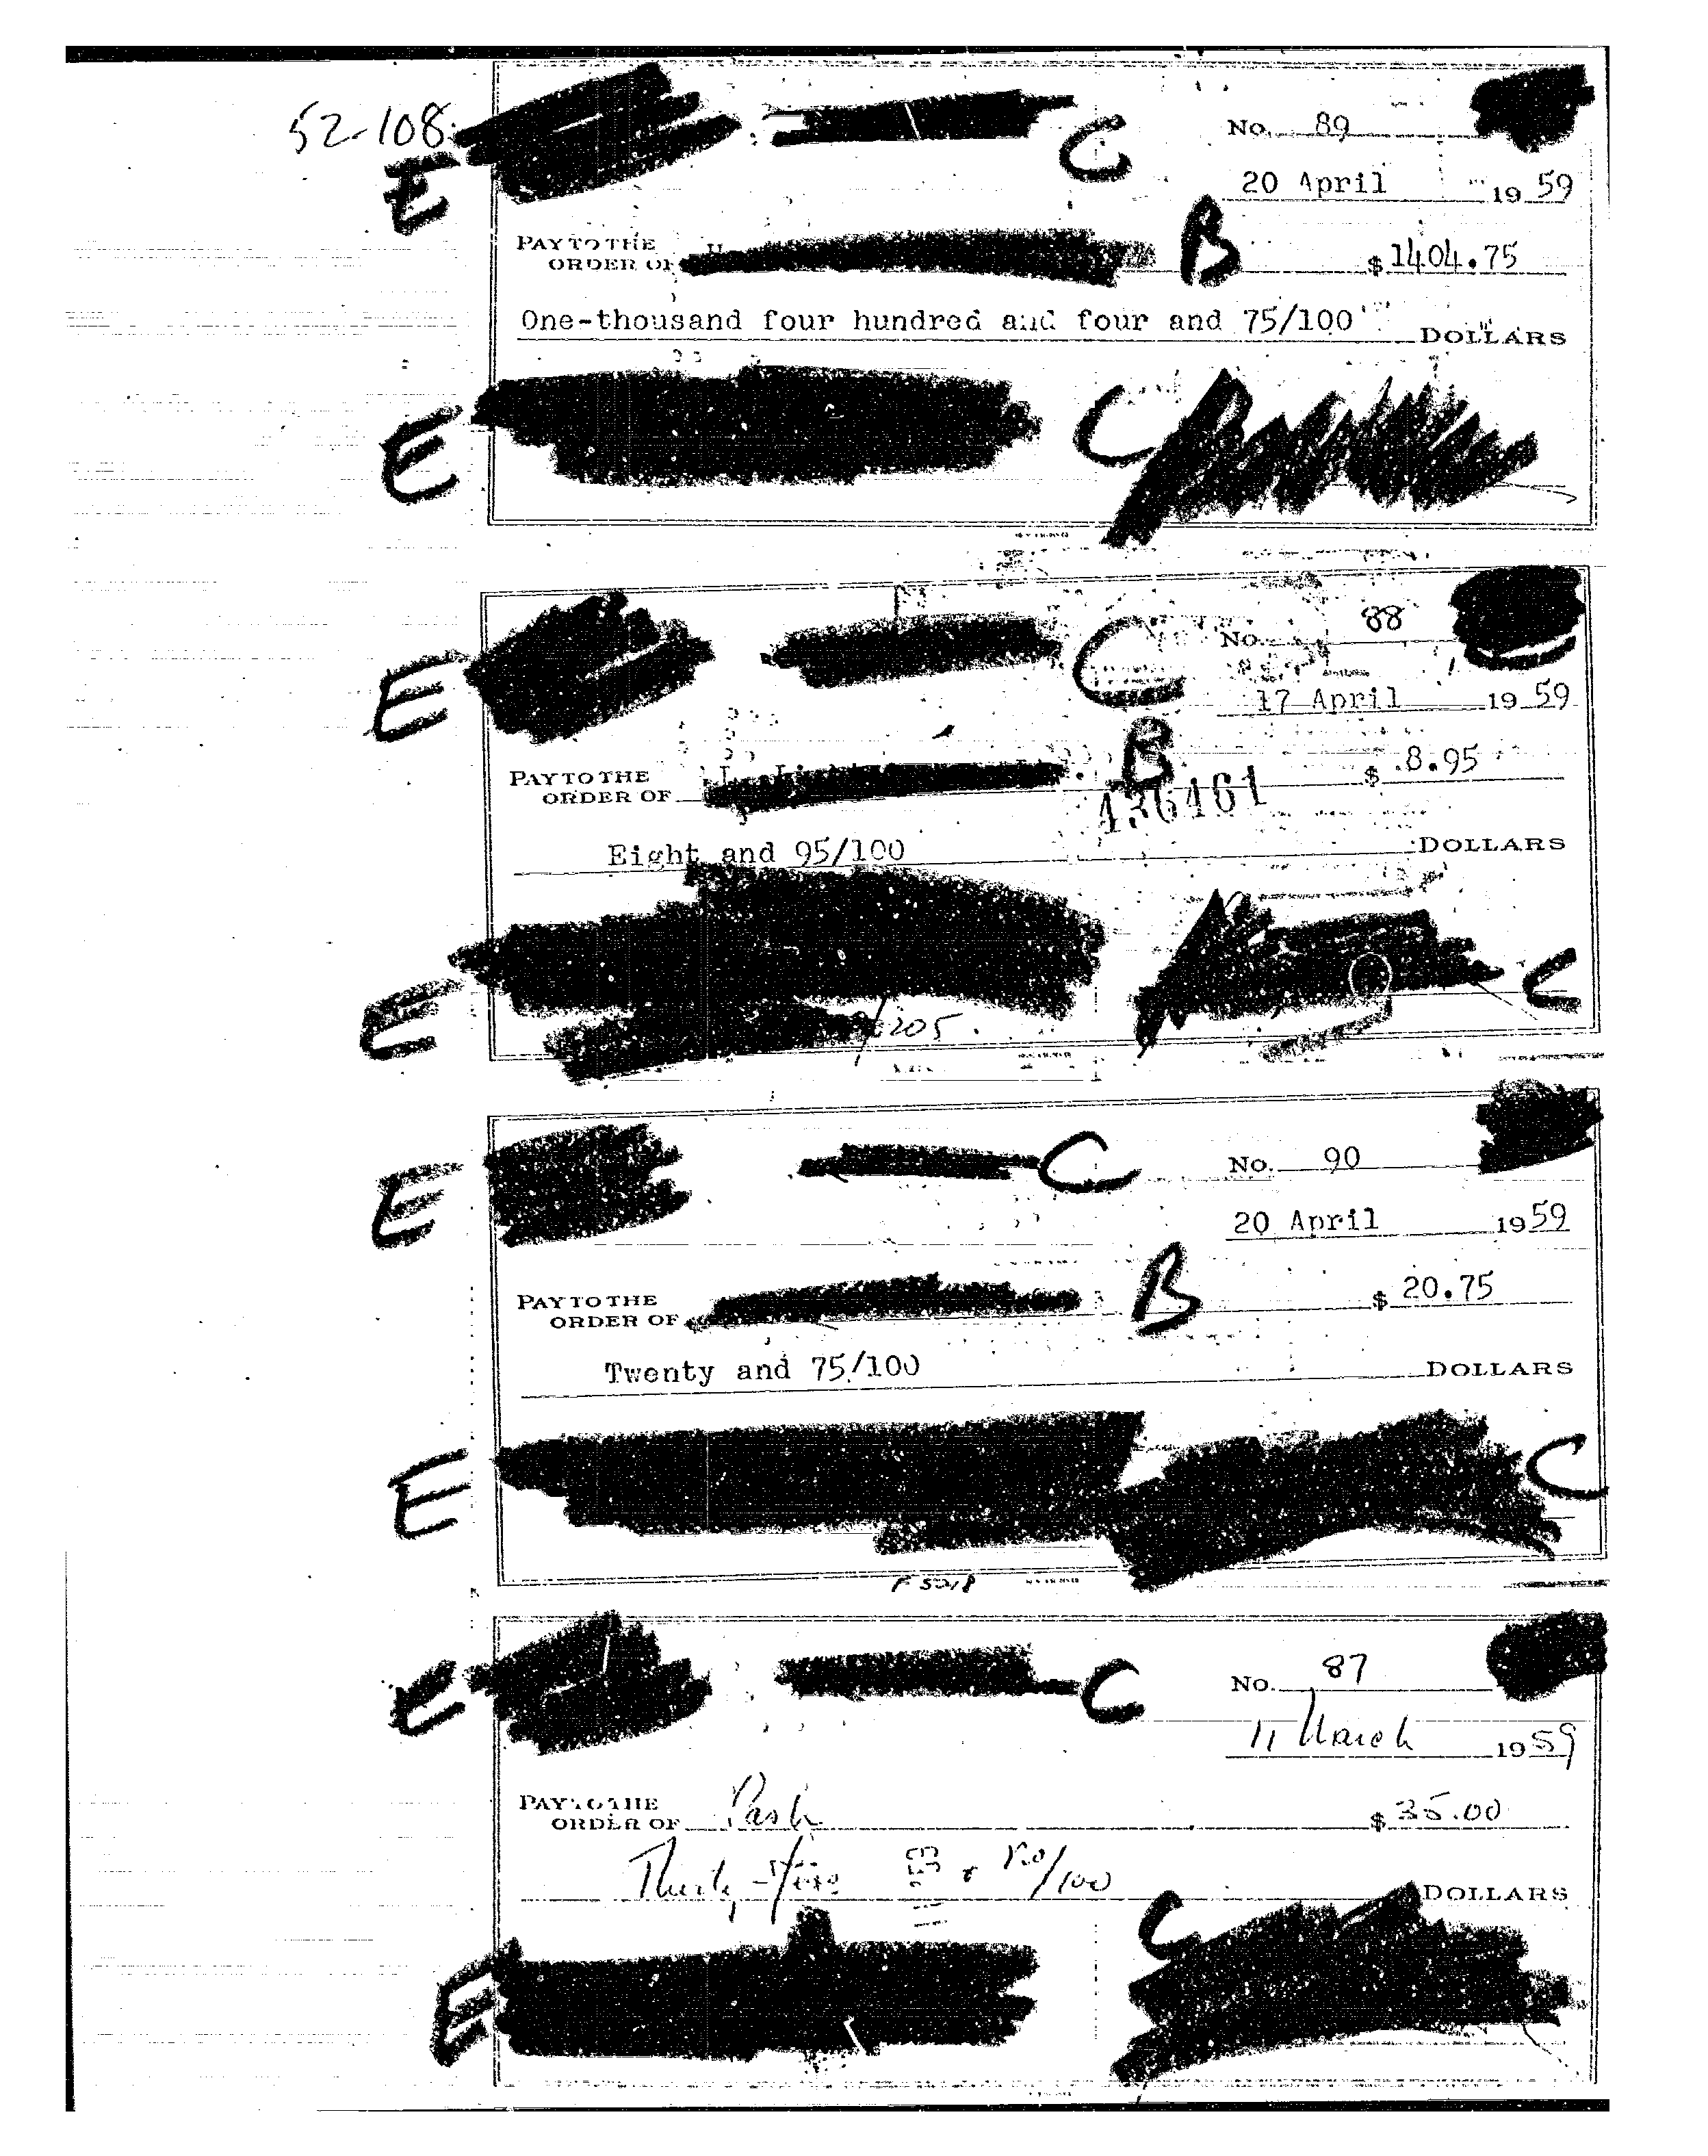 52-108
E
C
No. 89
20 April 1959
PAY TO THE
ORDER OF
B
$1404.75
One-thousand four hundred and four and 75/100 DOLLARS
E
C
E
C
No. 88
17 April 1959
PAY TO THE
ORDER OF
B
$ 8.95
436461
Eight and 95/100 DOLLARS
E
C
205.
E
C
No. 90
20 April 1959
PAY TO THE
ORDER OF
B
$ 20.75
Twenty and 75/100 DOLLARS
E
C
F 5218
E
C
No. 87
11 March 1959
PAY TO THE
ORDER OF Cash
$ 35.00
Thirty-five & no/100 DOLLARS
C
E